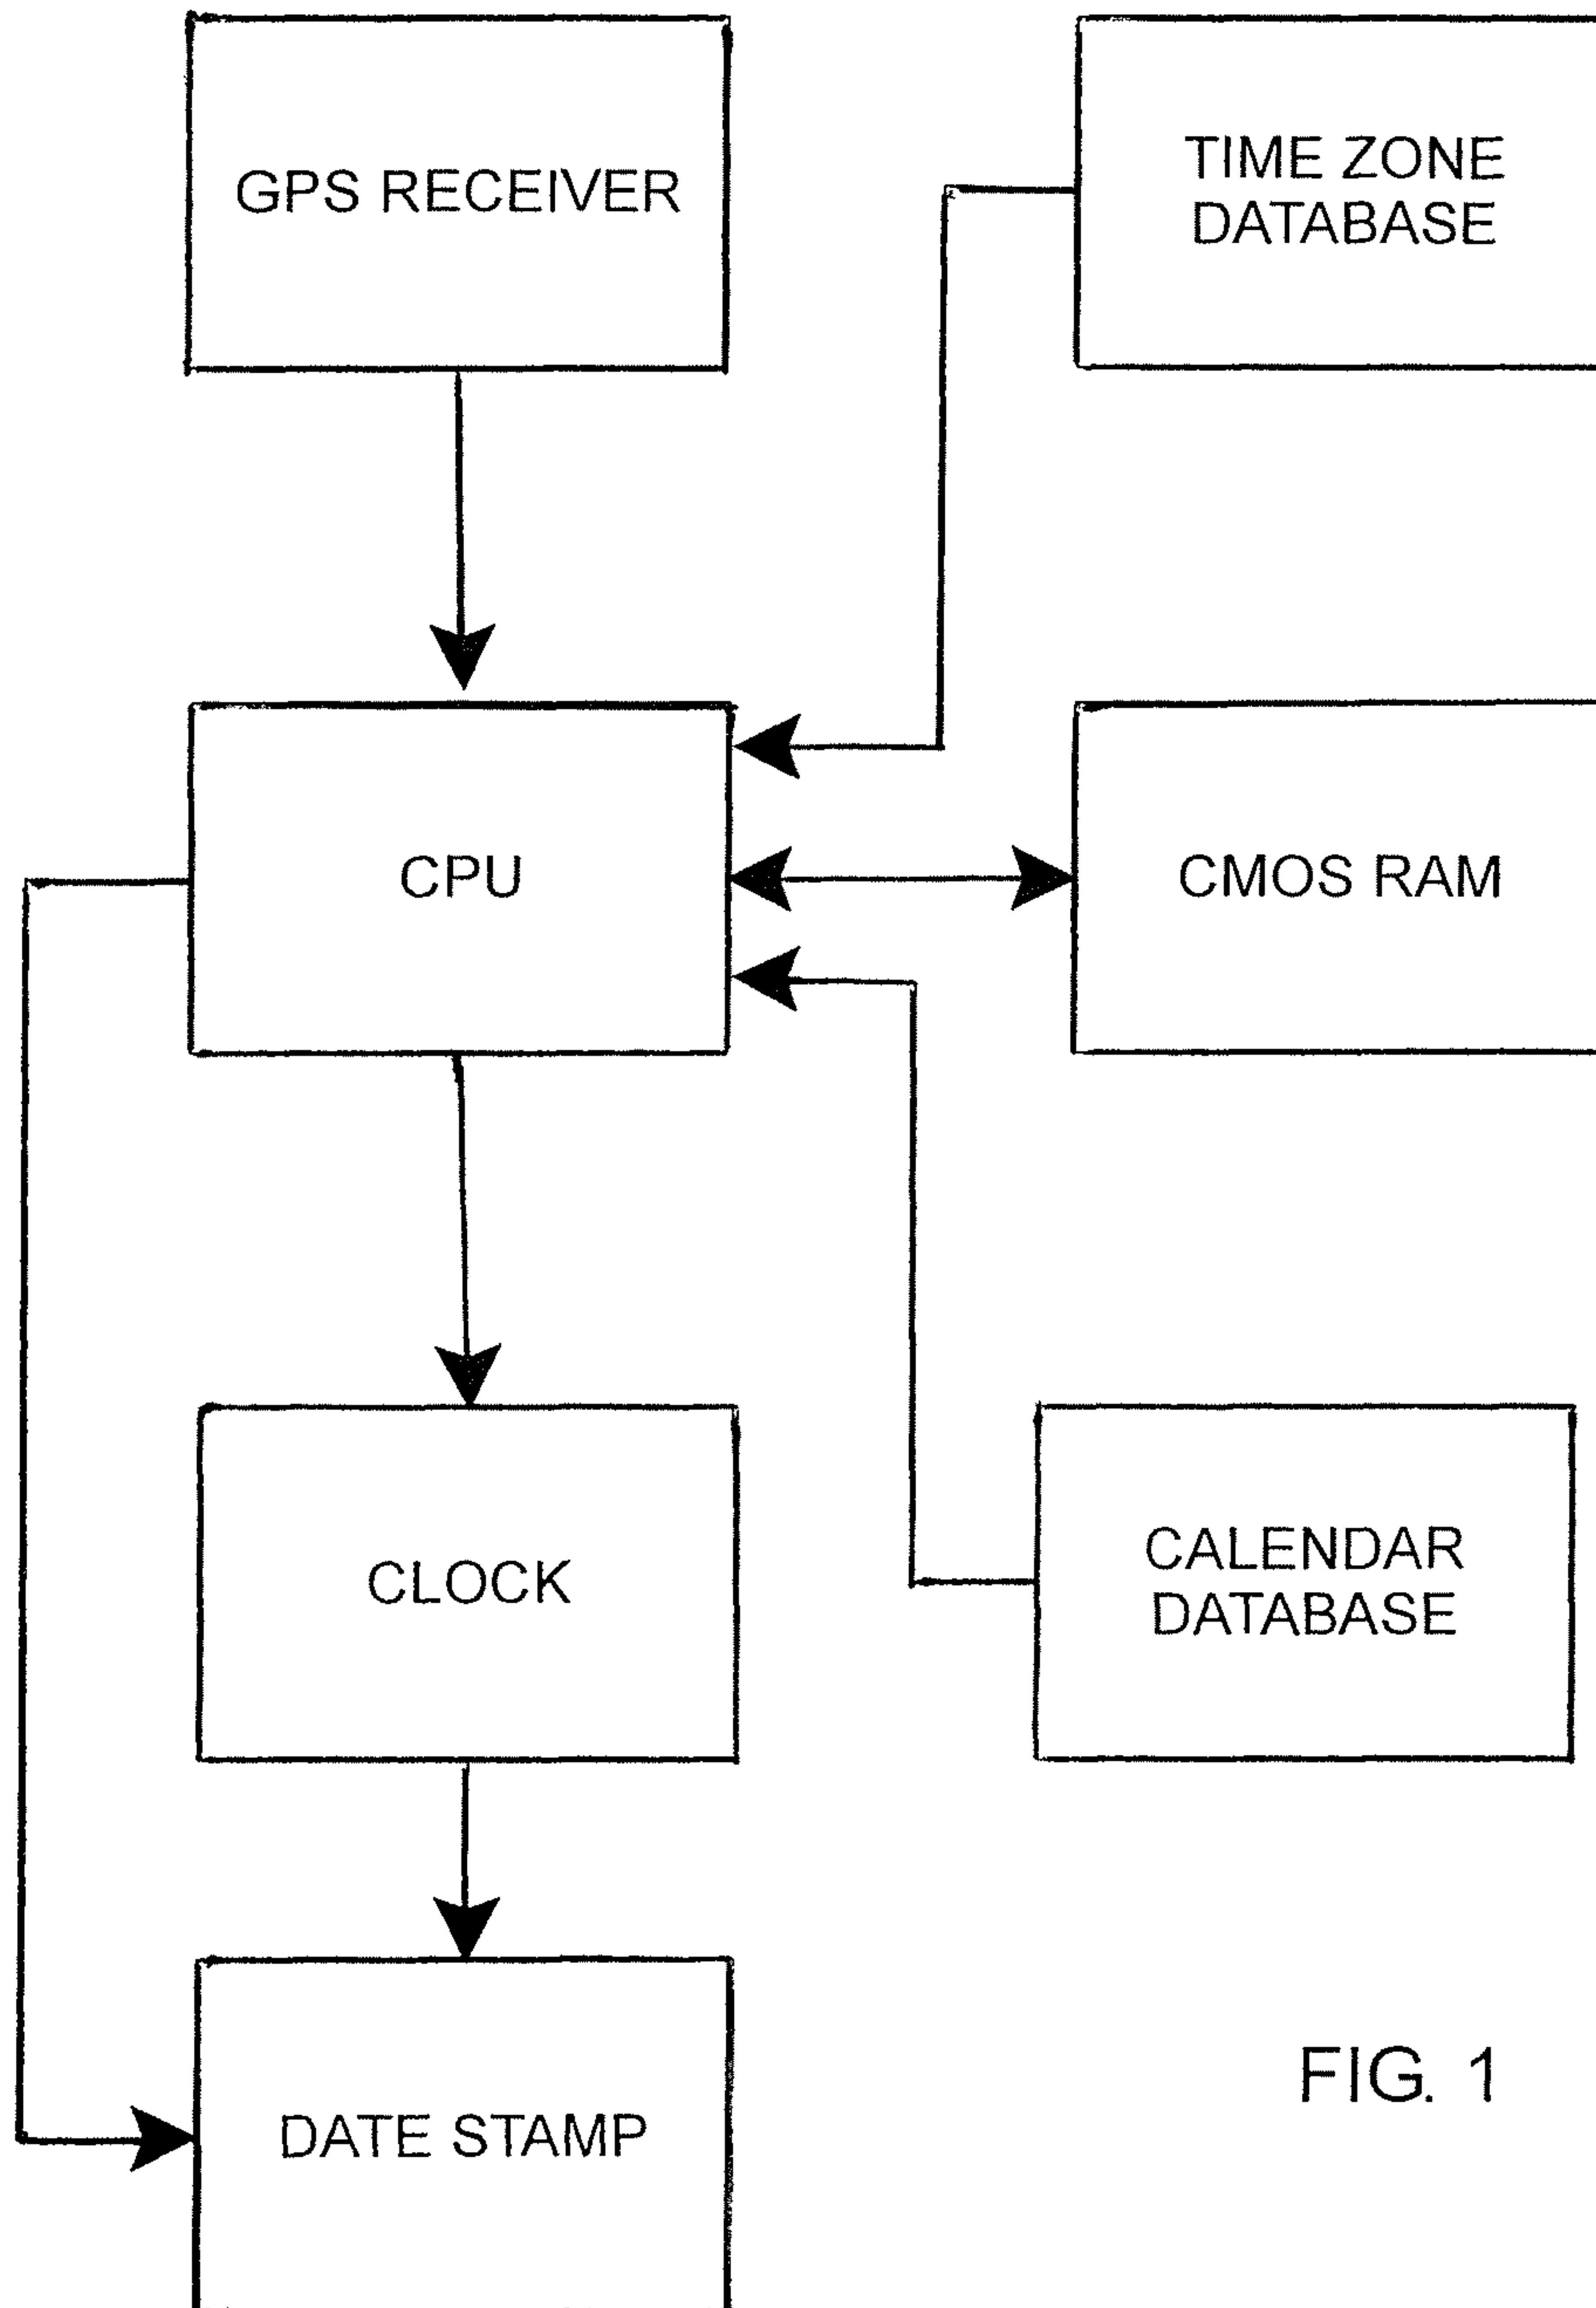 GPS RECEIVER
TIME ZONE
DATABASE
CPU
CMOS RAM
CLOCK
CALENDAR
DATABASE
DATE STAMP
FIG. 1